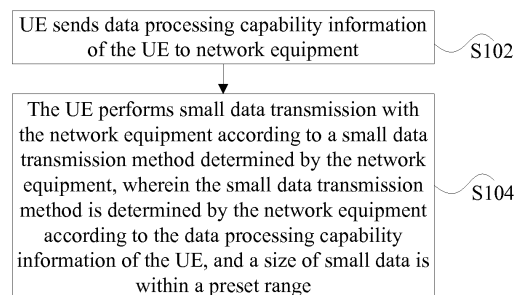 UE sends data processing capability information
of the UE to network equipment
S102
The UE performs small data transmission with
the network equipment according to a small data
transmission method determined by the network
equipment, wherein the small data transmission
method is determined by the network equipment
according to the data processing capability
information of the UE, and a size of small data is
within a preset range
S104